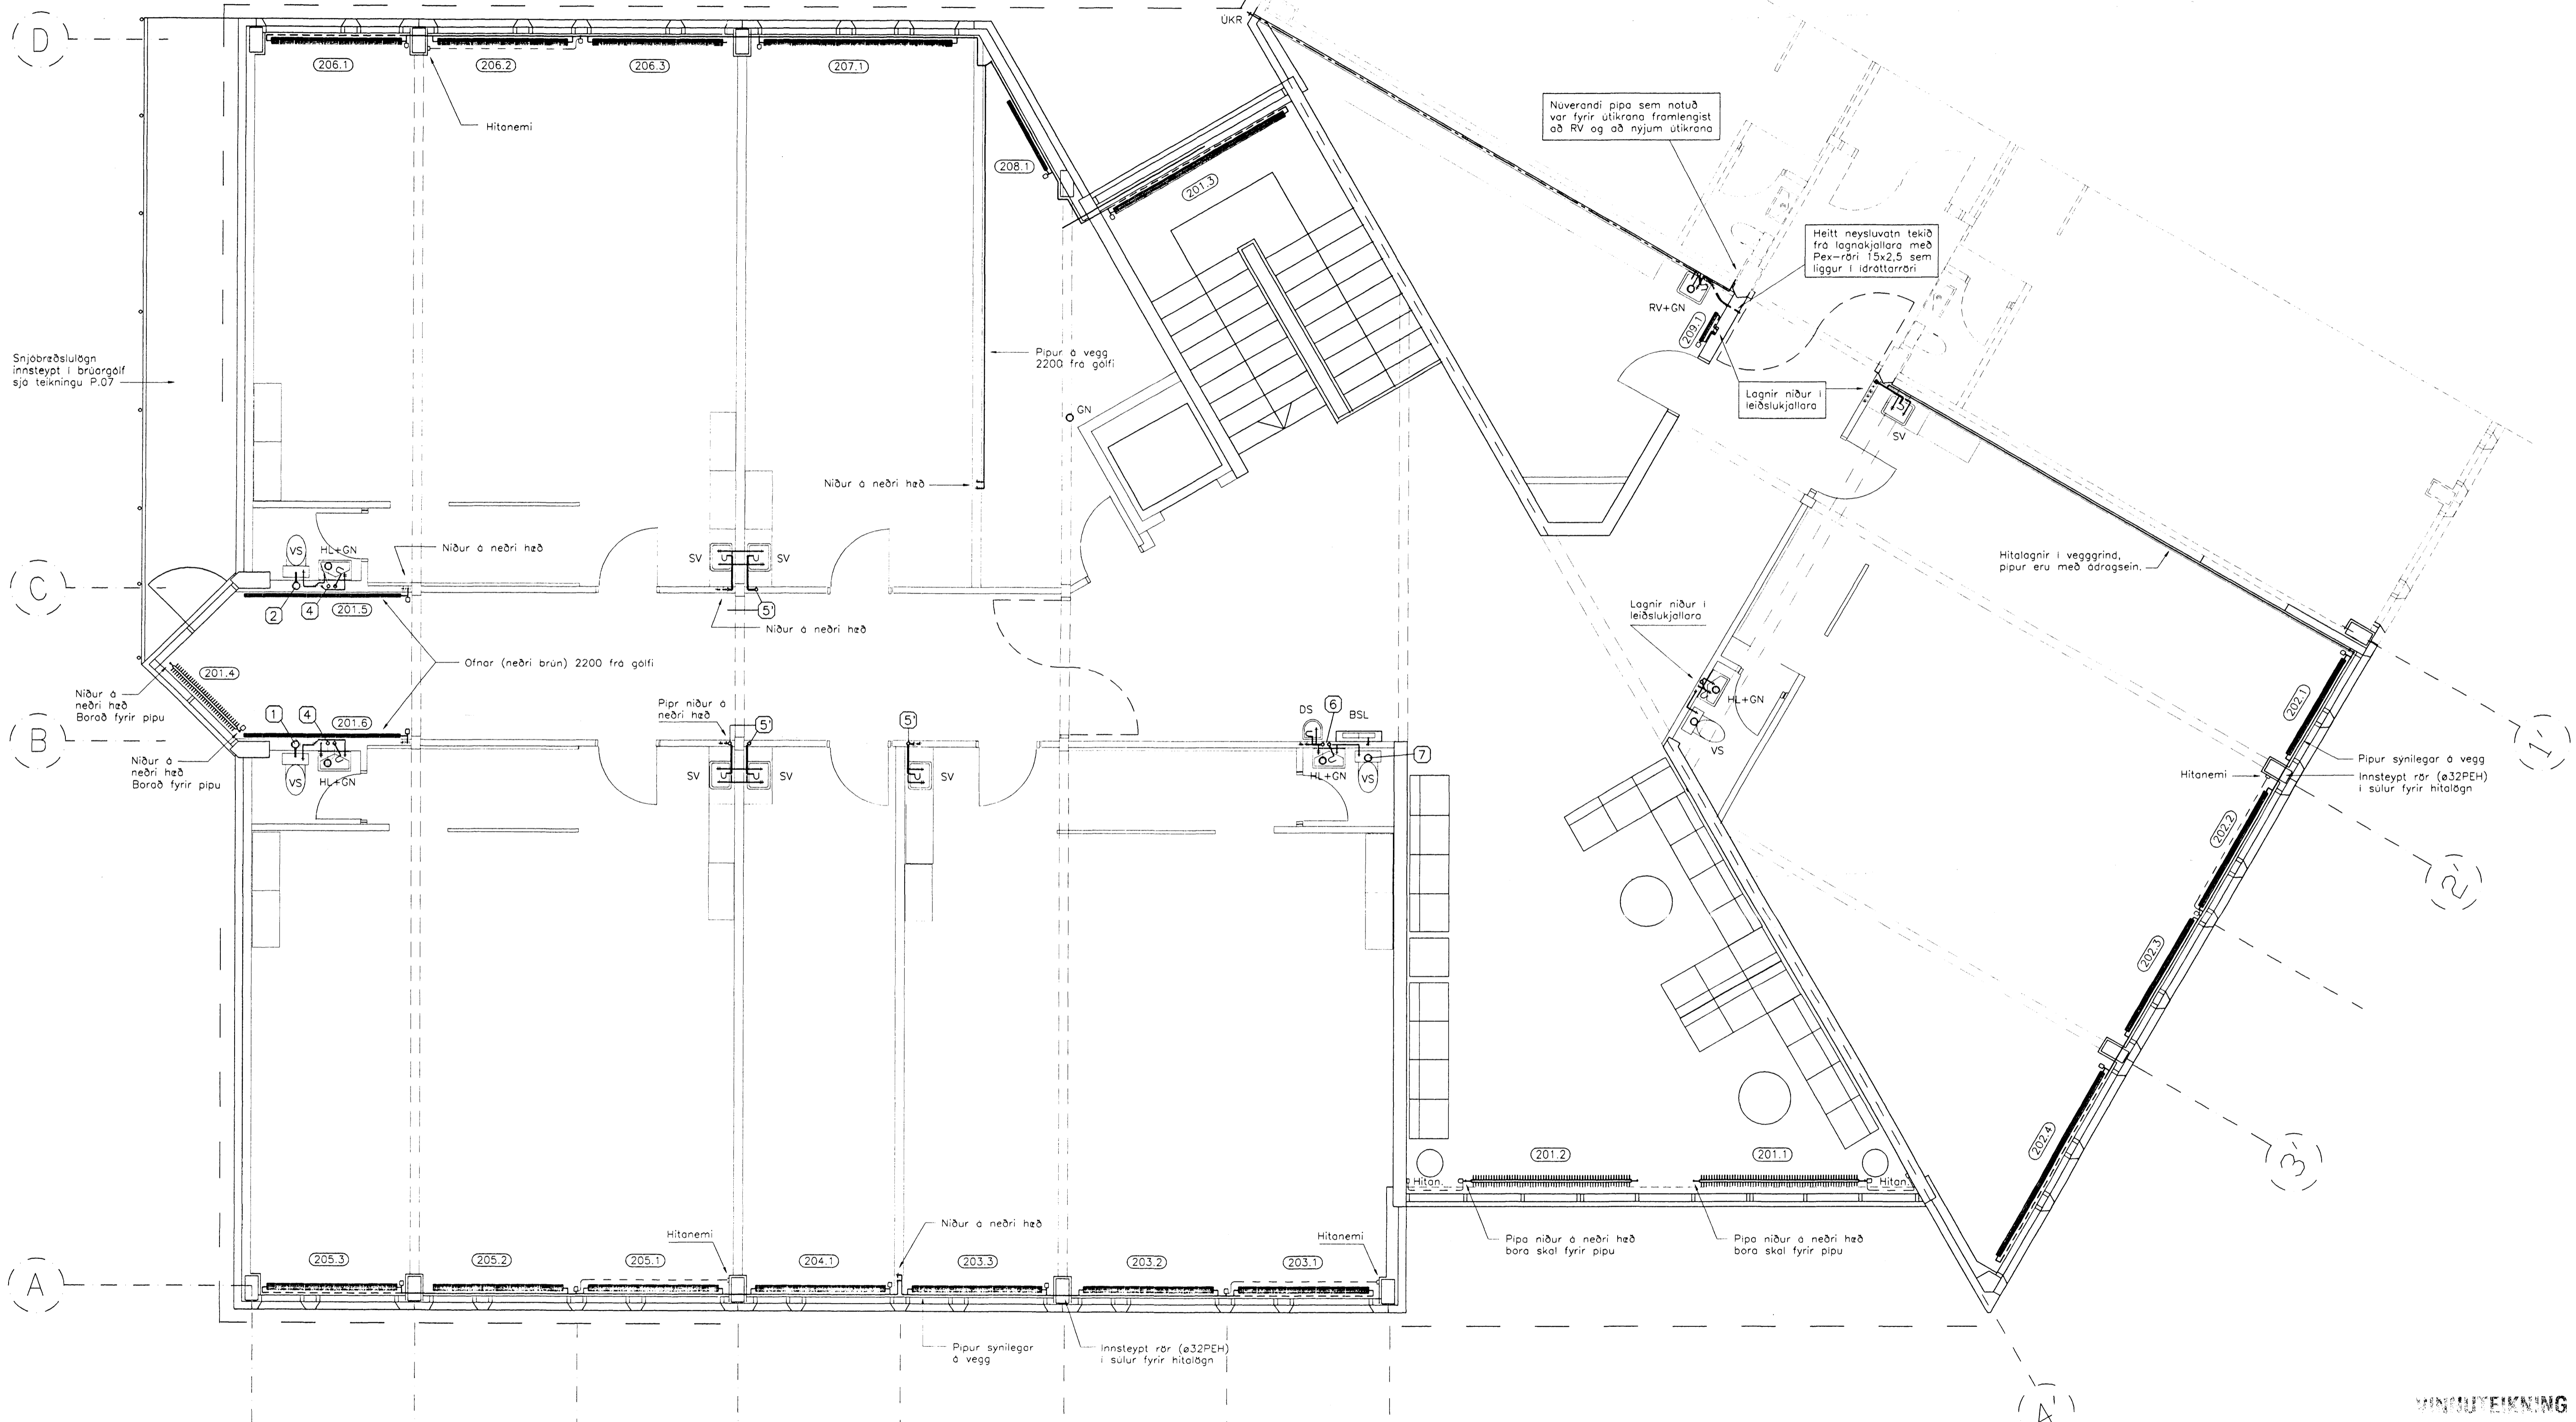 D
C
B
A
1'
2'
3'
4'
206.1
206.2
206.3
207.1
Hitanemi
208.1
201.3
ÚKR
Núverandi pípa sem notuð
var fyrir útikrana framlengist
að RV og að nýjum útikrana
Heitt neysluvatn tekið
frá lagnakjallara með
Pex-röri 15x2,5 sem
liggur í ídráttarröri
RV+GN
209.1
Lagnir niður í
leiðslukjallara
SV
Snjóbræðslulögn
innsteypt í brúargólf
sjá teikningu P.07
Pípur á vegg
2200 frá gólfi
GN
Niður á neðri hæð
VS
HL+GN
Niður á neðri hæð
SV
SV
2
4
201.5
5'
Niður á neðri hæð
Ofnar (neðri brún) 2200 frá gólfi
201.4
Niður á
neðri hæð
Borað fyrir pípu
1
4
201.6
Niður á
neðri hæð
Borað fyrir pípu
VS
HL+GN
Pípr niður á
neðri hæð
5'
5'
SV
SV
SV
DS
6
BSL
HL+GN
VS
7
Hitalagnir í vegggrind,
pípur eru með ádragsein.
Lagnir niður í
leiðslukjallara
HL+GN
VS
202.1
Pípur sýnilegar á vegg
Hitanemi
Innsteypt rör (ø32PEH)
í súlur fyrir hitalögn
202.2
202.3
202.4
201.2
201.1
Hitan.
Hitan.
Pípa niður á neðri hæð
bora skal fyrir pípu
Pípa niður á neðri hæð
bora skal fyrir pípu
205.3
205.2
205.1
Hitanemi
204.1
Niður á neðri hæð
203.3
203.2
203.1
Hitanemi
Pípur sýnilegar
á vegg
Innsteypt rör (ø32PEH)
í súlur fyrir hitalögn
VINNUTEIKNING